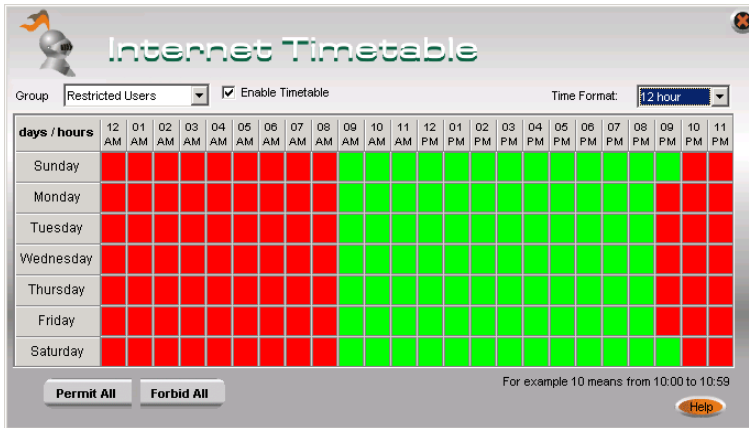 Internet Timetable
Group Restricted Users Enable Timetable Time Format: 12 hour
days / hours 12 AM 01 AM 02 AM 03 AM 04 AM 05 AM 06 AM 07 AM 08 AM 09 AM 10 AM 11 AM 12 PM 01 PM 02 PM 03 PM 04 PM 05 PM 06 PM 07 PM 08 PM 09 PM 10 PM 11 PM
Sunday
Monday
Tuesday
Wednesday
Thursday
Friday
Saturday
For example 10 means from 10:00 to 10:59
Permit All Forbid All
Help